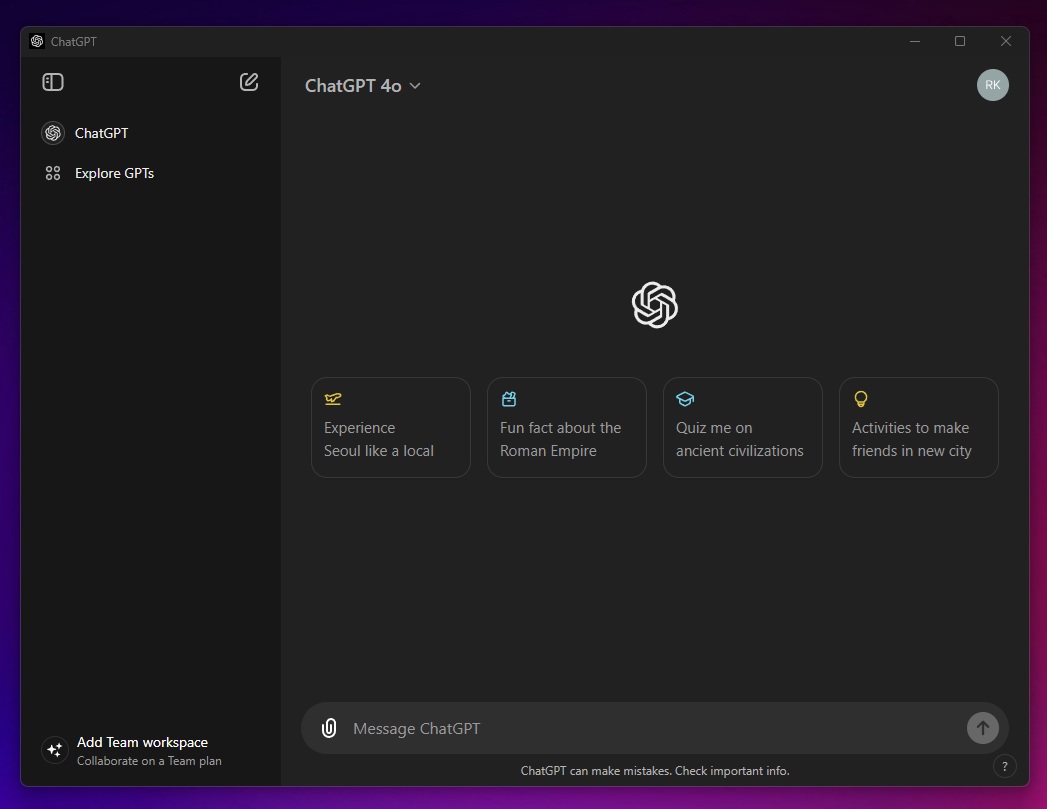 ChatGPT
ChatGPT 4o
RK
ChatGPT
Explore GPTs
Experience
Seoul like a local
Fun fact about the
Roman Empire
Quiz me on
ancient civilizations
Activities to make
friends in new city
Message ChatGPT
Add Team workspace
Collaborate on a Team plan
ChatGPT can make mistakes. Check important info.
?